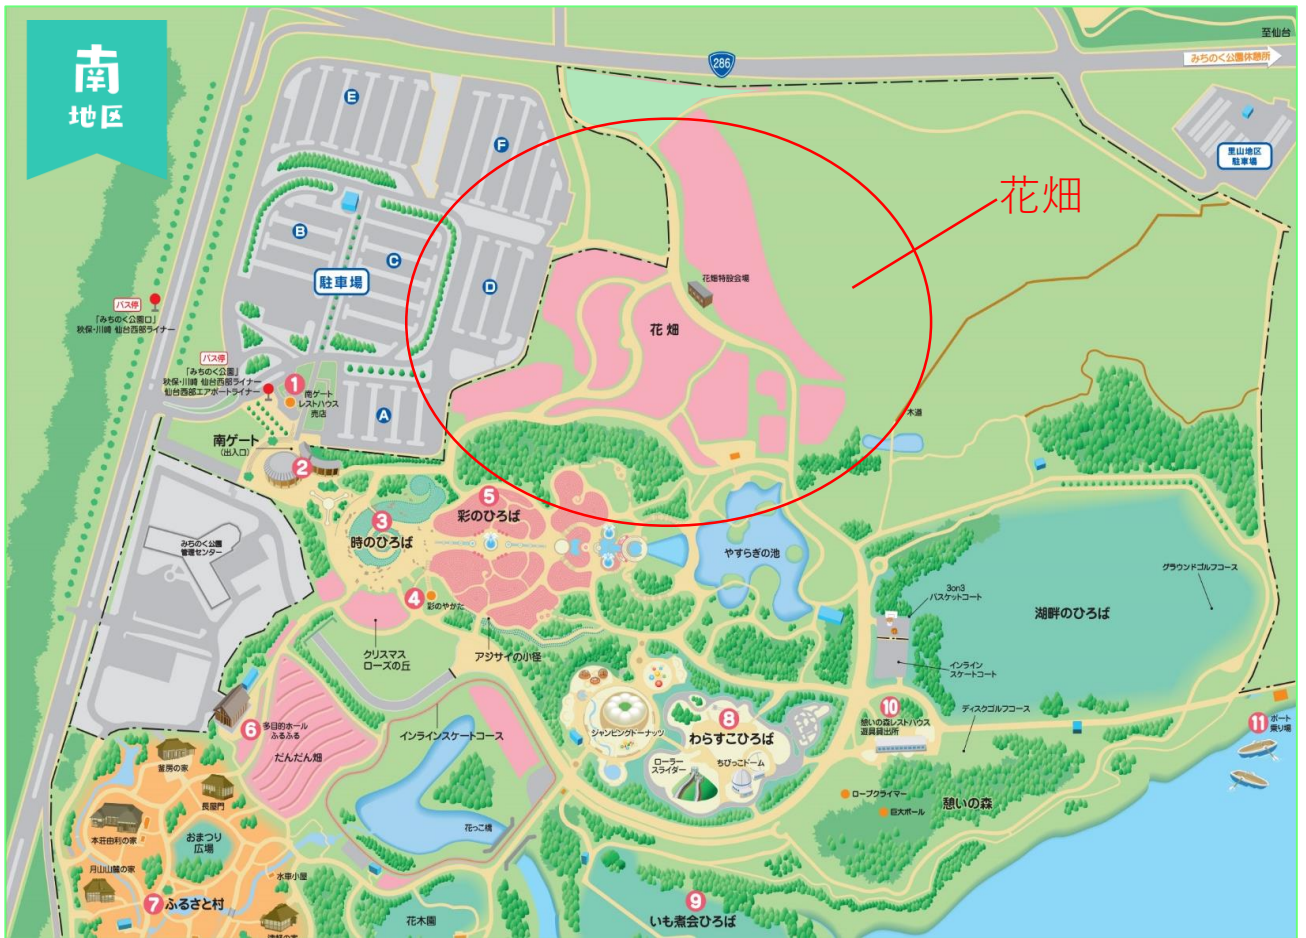 南
地区
至仙台
みちのく公園休憩所
286
E
F
里山地区
駐車場
花畑
B
C
駐車場
D
花畑特設会場
バス停
「みちのく公園口」
秋保・川崎 仙台西部ライナー
花畑
バス停
「みちのく公園」
秋保・川崎 仙台西部ライナー
仙台西部エアポートライナー
1
南ゲート
レストハウス
売店
A
木道
南ゲート
(出入口)
2
5
彩のひろば
3
時のひろば
みちのく公園
管理センター
やすらぎの池
グラウンドゴルフコース
4
彩のやかた
3on3
バスケットコート
湖畔のひろば
クリスマス
ローズの丘
アジサイの小径
インライン
スケートコート
6
多目的ホール
ふるふる
だんだん畑
インラインスケートコース
ジャンピングドーナッツ
8
わらすこひろば
10
憩いの森レストハウス
遊具貸出所
ディスクゴルフコース
11
ボート
乗り場
釜房の家
ローラー
スライダー
ちびっこドーム
長屋門
ロープクライマー
憩いの森
巨大ボール
本荘由利の家
おまつり
広場
花っこ橋
月山山麓の家
水車小屋
7
ふるさと村
9
いも煮会ひろば
花木園